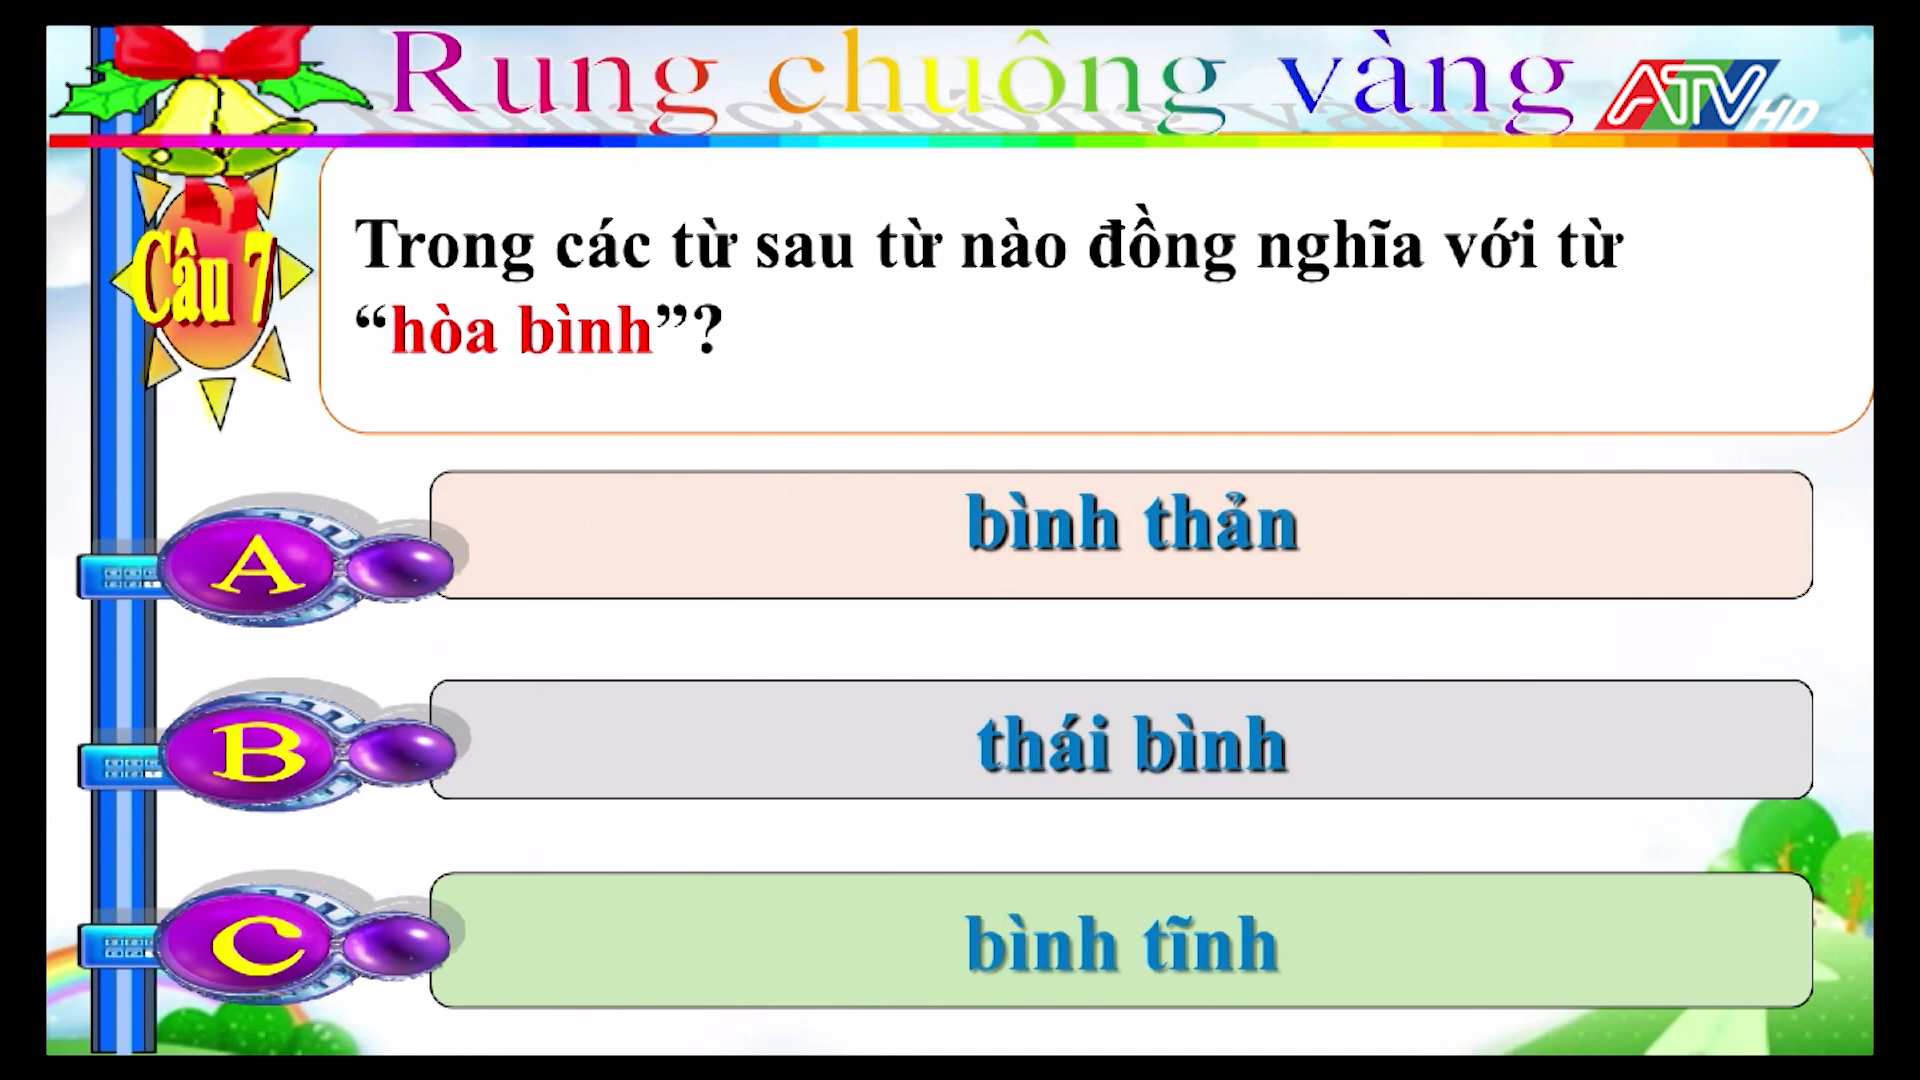 Rung chuông vàng
ATV HD
Câu 7
Trong các từ sau từ nào đồng nghĩa với từ
“hòa bình”?
A
bình thản
B
thái bình
C
bình tĩnh